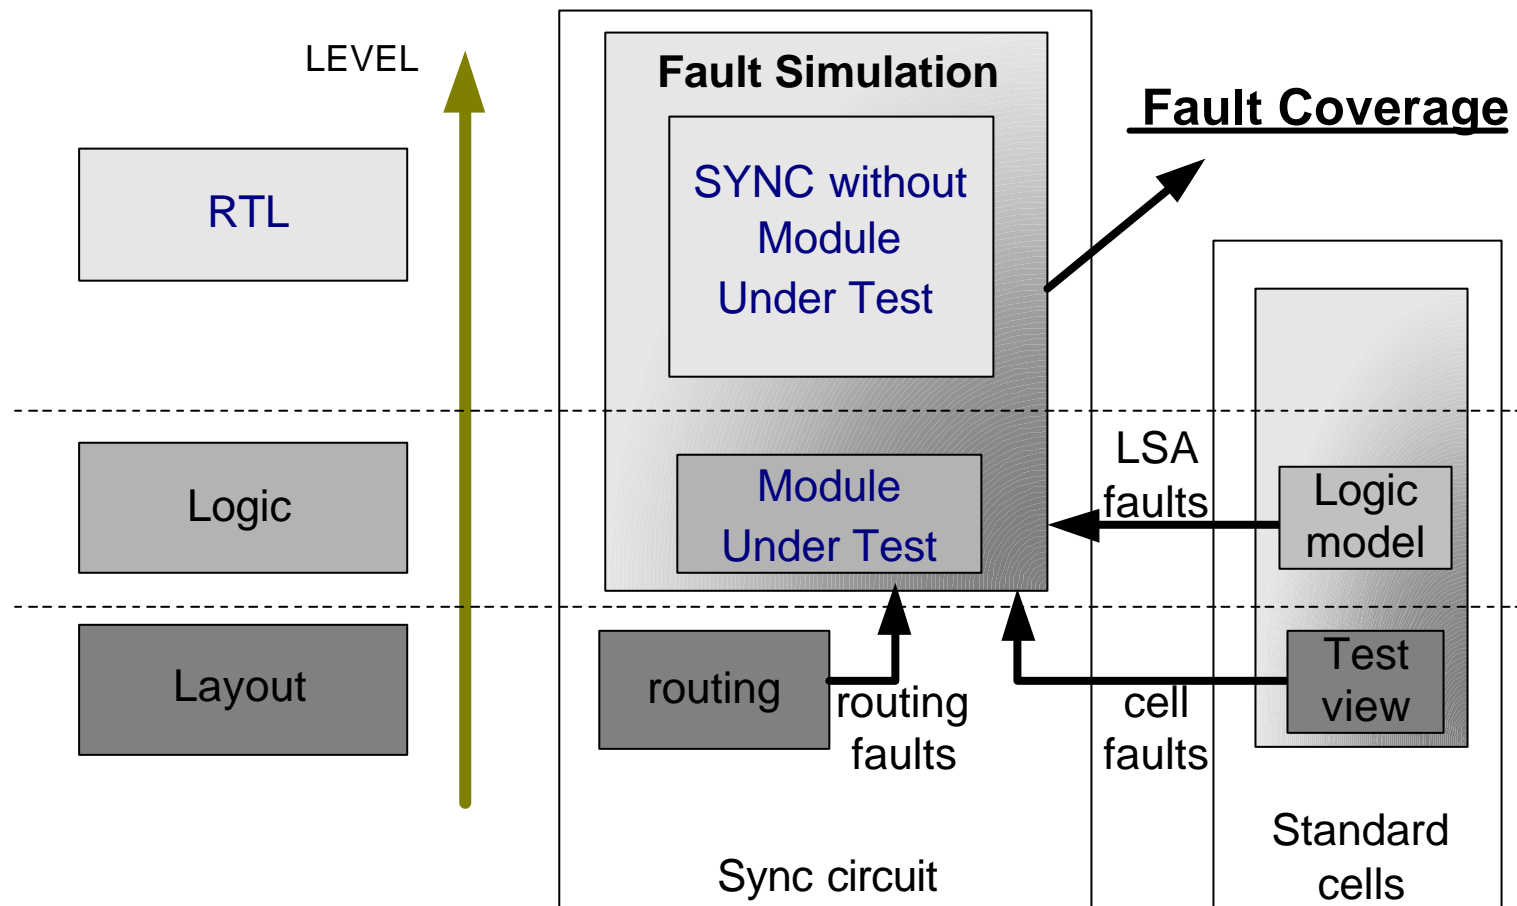 LEVEL
Fault Simulation
Fault Coverage
RTL
SYNC without
Module
Under Test
Logic
Module
Under Test
LSA
faults
Logic
model
Layout
routing
routing
faults
cell
faults
Test
view
Sync circuit
Standard
cells